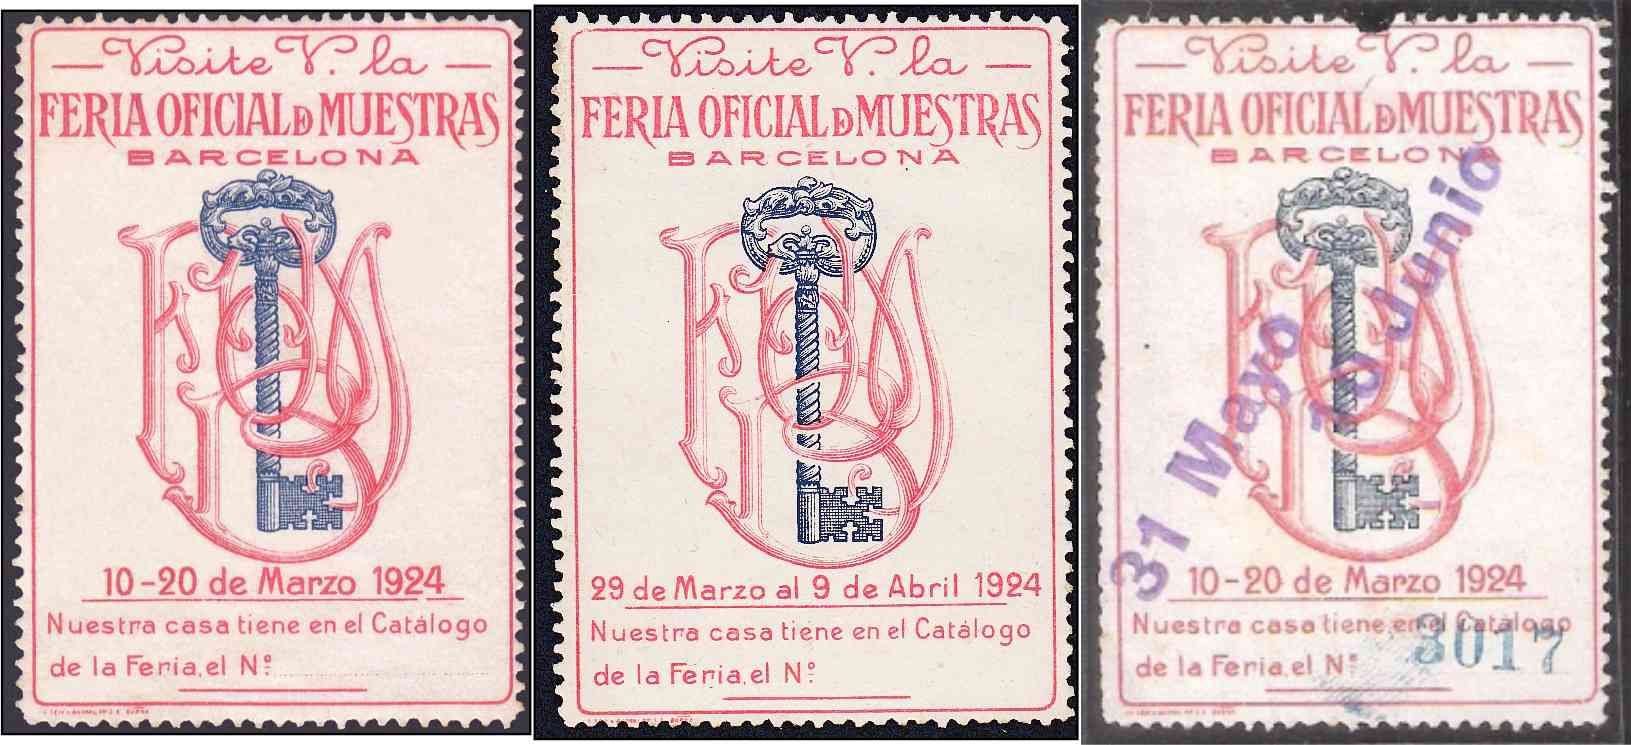 Visite V. la
FERIA OFICIAL D MUESTRAS
BARCELONA
10-20 de Marzo 1924
Nuestra casa tiene en el Catálogo
de la Feria, el Nº
Visite V. la
FERIA OFICIAL D MUESTRAS
BARCELONA
29 de Marzo al 9 de Abril 1924
Nuestra casa tiene en el Catálogo
de la Feria, el Nº
Visite V. la
FERIA OFICIAL D MUESTRAS
BARCELONA
31 Mayo 10 Junio
10-20 de Marzo 1924
Nuestra casa tiene en el Catálogo
de la Feria, el Nº 3017